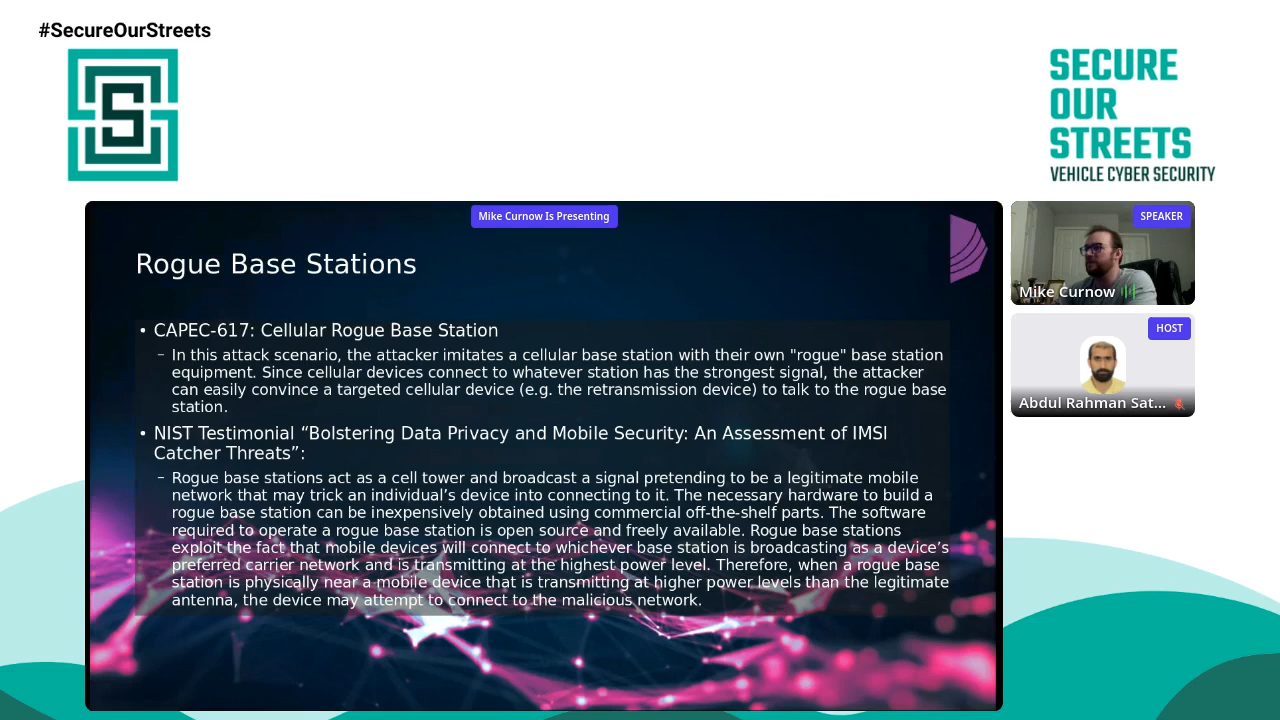 #SecureOurStreets
S
SECURE
OUR
STREETS
VEHICLE CYBER SECURITY
Mike Curnow Is Presenting
Rogue Base Stations
• CAPEC-617: Cellular Rogue Base Station
– In this attack scenario, the attacker imitates a cellular base station with their own "rogue" base station
equipment. Since cellular devices connect to whatever station has the strongest signal, the attacker
can easily convince a targeted cellular device (e.g. the retransmission device) to talk to the rogue base
station.
• NIST Testimonial “Bolstering Data Privacy and Mobile Security: An Assessment of IMSI
Catcher Threats”:
– Rogue base stations act as a cell tower and broadcast a signal pretending to be a legitimate mobile
network that may trick an individual’s device into connecting to it. The necessary hardware to build a
rogue base station can be inexpensively obtained using commercial off-the-shelf parts. The software
required to operate a rogue base station is open source and freely available. Rogue base stations
exploit the fact that mobile devices will connect to whichever base station is broadcasting as a device’s
preferred carrier network and is transmitting at the highest power level. Therefore, when a rogue base
station is physically near a mobile device that is transmitting at higher power levels than the legitimate
antenna, the device may attempt to connect to the malicious network.
SPEAKER
Mike Curnow
HOST
Abdul Rahman Sat...